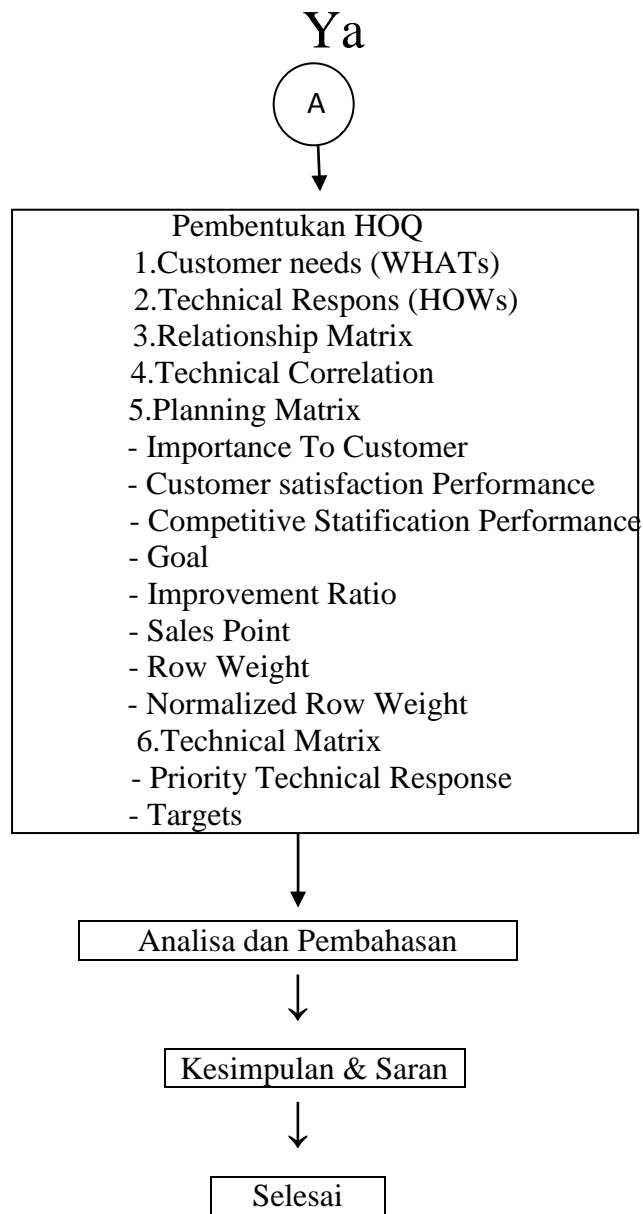 Ya
A
Pembentukan HOQ
1.Customer needs (WHATs)
2.Technical Respons (HOWs)
3.Relationship Matrix
4.Technical Correlation
5.Planning Matrix
- Importance To Customer
- Customer satisfaction Performance
- Competitive Statification Performance
- Goal
- Improvement Ratio
- Sales Point
- Row Weight
- Normalized Row Weight
6.Technical Matrix
- Priority Technical Response
- Targets
Analisa dan Pembahasan
Kesimpulan & Saran
Selesai